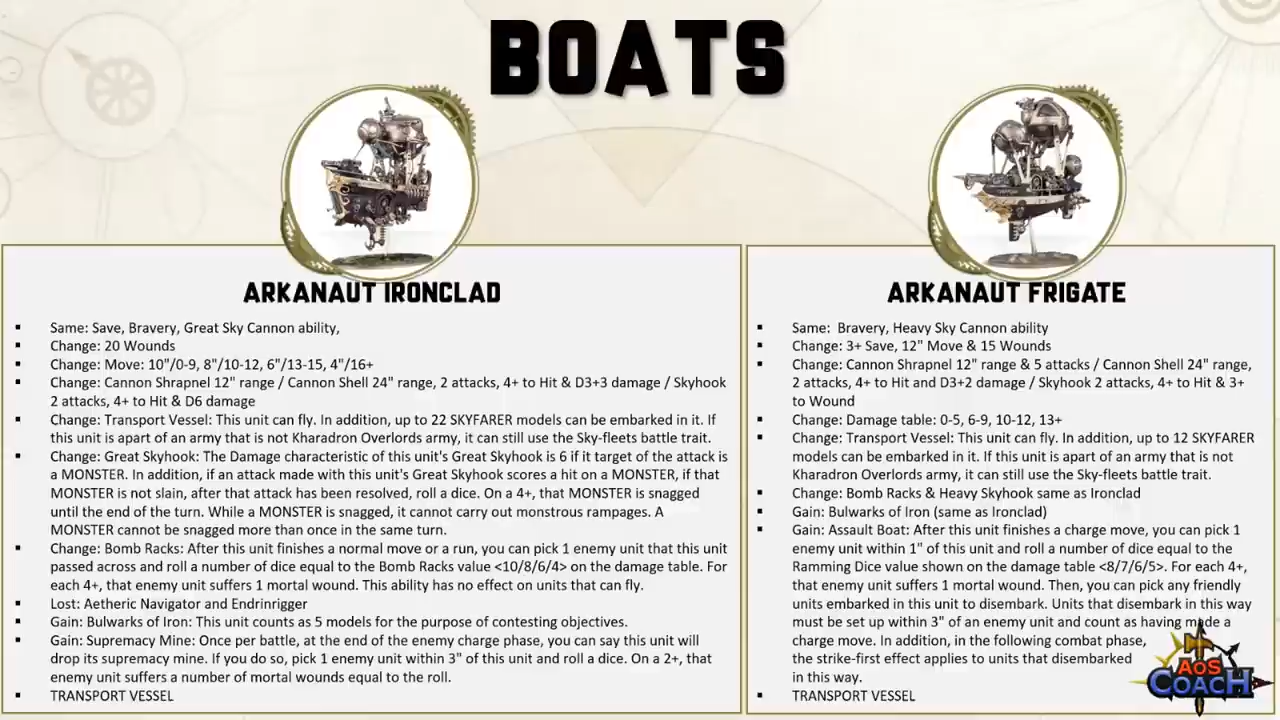 BOATS
ARKANAUT IRONCLAD
▪ Same: Save, Bravery, Great Sky Cannon ability,
▪ Change: 20 Wounds
▪ Change: Move: 10"/0-9, 8"/10-12, 6"/13-15, 4"/16+
▪ Change: Cannon Shrapnel 12" range / Cannon Shell 24" range, 2 attacks, 4+ to Hit & D3+3 damage / Skyhook
2 attacks, 4+ to Hit & D6 damage
▪ Change: Transport Vessel: This unit can fly. In addition, up to 22 SKYFARER models can be embarked in it. If
this unit is apart of an army that is not Kharadron Overlords army, it can still use the Sky-fleets battle trait.
▪ Change: Great Skyhook: The Damage characteristic of this unit's Great Skyhook is 6 if it target of the attack is
a MONSTER. In addition, if an attack made with this unit's Great Skyhook scores a hit on a MONSTER, if that
MONSTER is not slain, after that attack has been resolved, roll a dice. On a 4+, that MONSTER is snagged
until the end of the turn. While a MONSTER is snagged, it cannot carry out monstrous rampages. A
MONSTER cannot be snagged more than once in the same turn.
▪ Change: Bomb Racks: After this unit finishes a normal move or a run, you can pick 1 enemy unit that this unit
passed across and roll a number of dice equal to the Bomb Racks value <10/8/6/4> on the damage table. For
each 4+, that enemy unit suffers 1 mortal wound. This ability has no effect on units that can fly.
▪ Lost: Aetheric Navigator and Endrinrigger
▪ Gain: Bulwarks of Iron: This unit counts as 5 models for the purpose of contesting objectives.
▪ Gain: Supremacy Mine: Once per battle, at the end of the enemy charge phase, you can say this unit will
drop its supremacy mine. If you do so, pick 1 enemy unit within 3" of this unit and roll a dice. On a 2+, that
enemy unit suffers a number of mortal wounds equal to the roll.
▪ TRANSPORT VESSEL
ARKANAUT FRIGATE
▪ Same: Bravery, Heavy Sky Cannon ability
▪ Change: 3+ Save, 12" Move & 15 Wounds
▪ Change: Cannon Shrapnel 12" range & 5 attacks / Cannon Shell 24" range,
2 attacks, 4+ to Hit and D3+2 damage / Skyhook 2 attacks, 4+ to Hit & 3+
to Wound
▪ Change: Damage table: 0-5, 6-9, 10-12, 13+
▪ Change: Transport Vessel: This unit can fly. In addition, up to 12 SKYFARER
models can be embarked in it. If this unit is apart of an army that is not
Kharadron Overlords army, it can still use the Sky-fleets battle trait.
▪ Change: Bomb Racks & Heavy Skyhook same as Ironclad
▪ Gain: Bulwarks of Iron (same as Ironclad)
▪ Gain: Assault Boat: After this unit finishes a charge move, you can pick 1
enemy unit within 1" of this unit and roll a number of dice equal to the
Ramming Dice value shown on the damage table <8/7/6/5>. For each 4+,
that enemy unit suffers 1 mortal wound. Then, you can pick any friendly
units embarked in this unit to disembark. Units that disembark in this way
must be set up within 3" of an enemy unit and count as having made a
charge move. In addition, in the following combat phase,
the strike-first effect applies to units that disembarked
in this way.
▪ TRANSPORT VESSEL
AoS
COACH